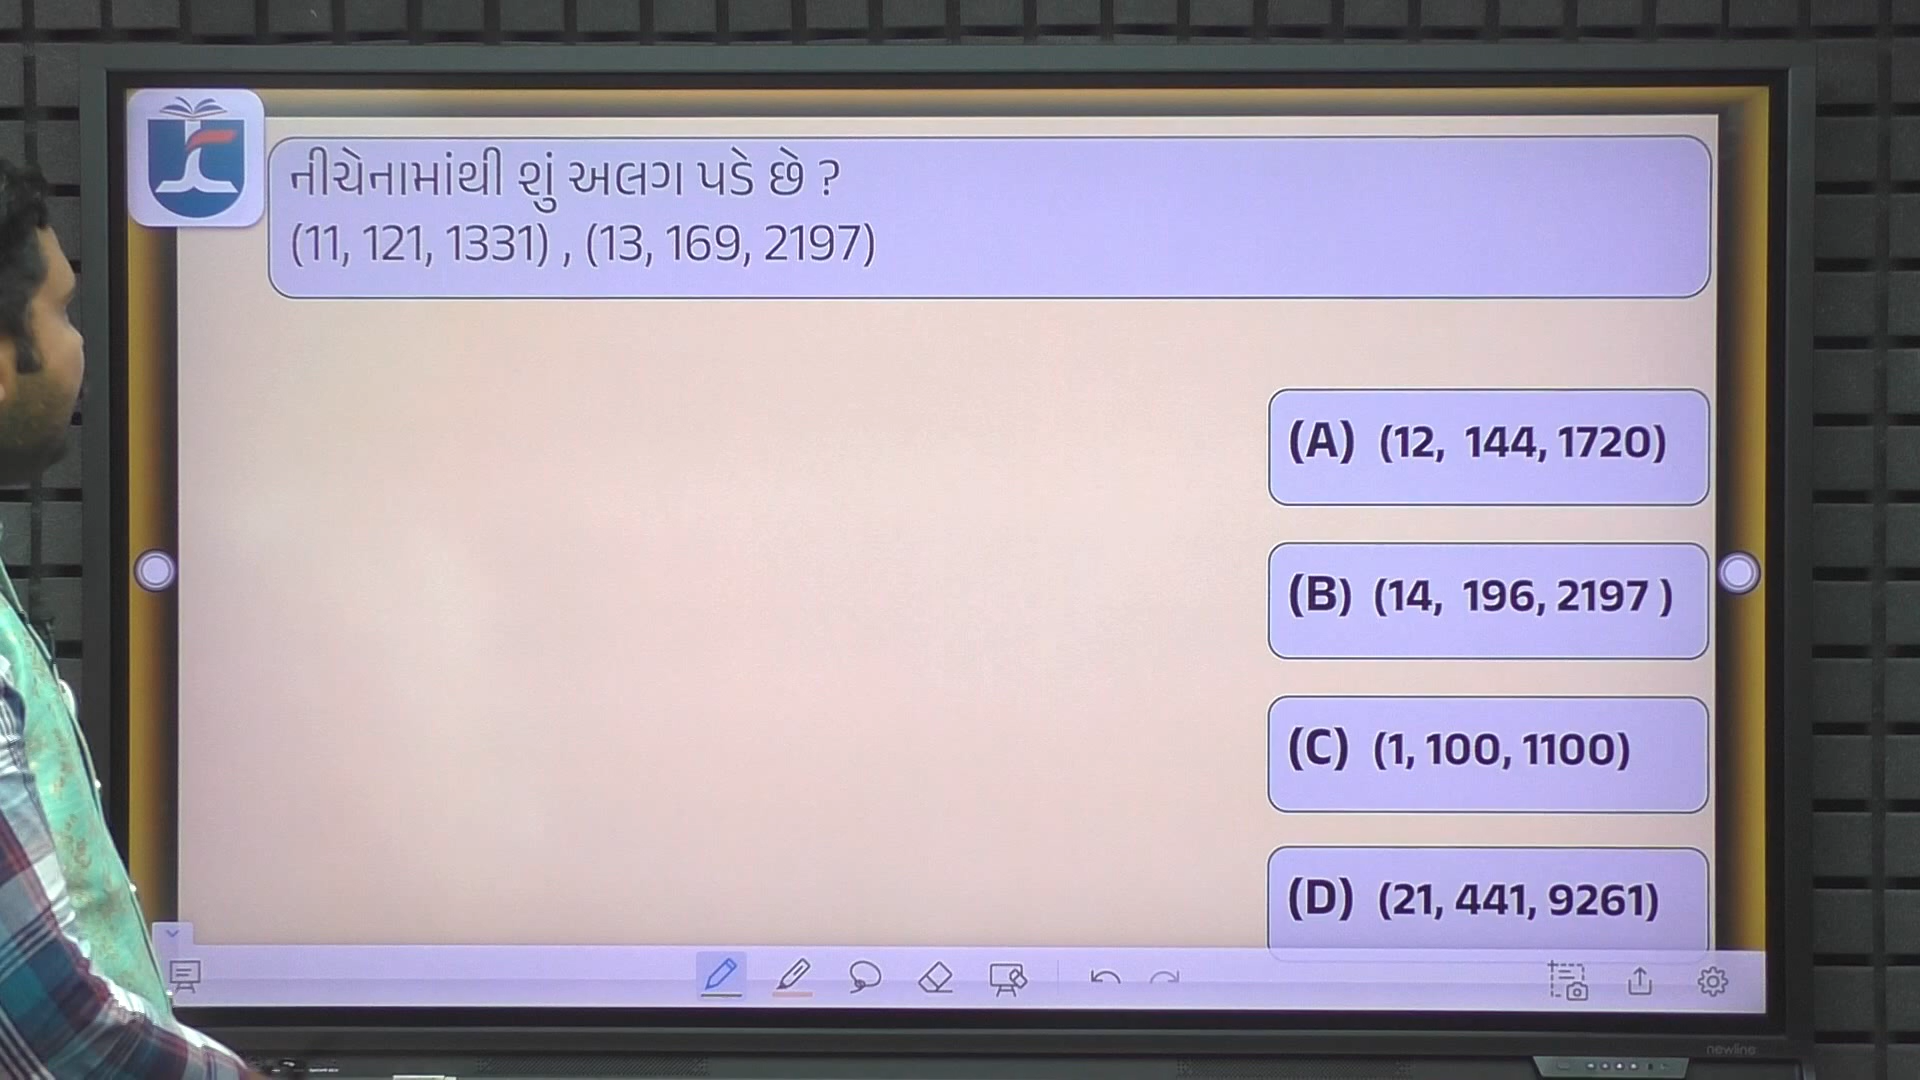 નીચેનામાંથી શું અલગ પડે છે ?
(11, 121, 1331) , (13, 169, 2197)
(A) (12, 144, 1720)
(B) (14, 196, 2197 )
(C) (1, 100, 1100)
(D) (21, 441, 9261)
newline